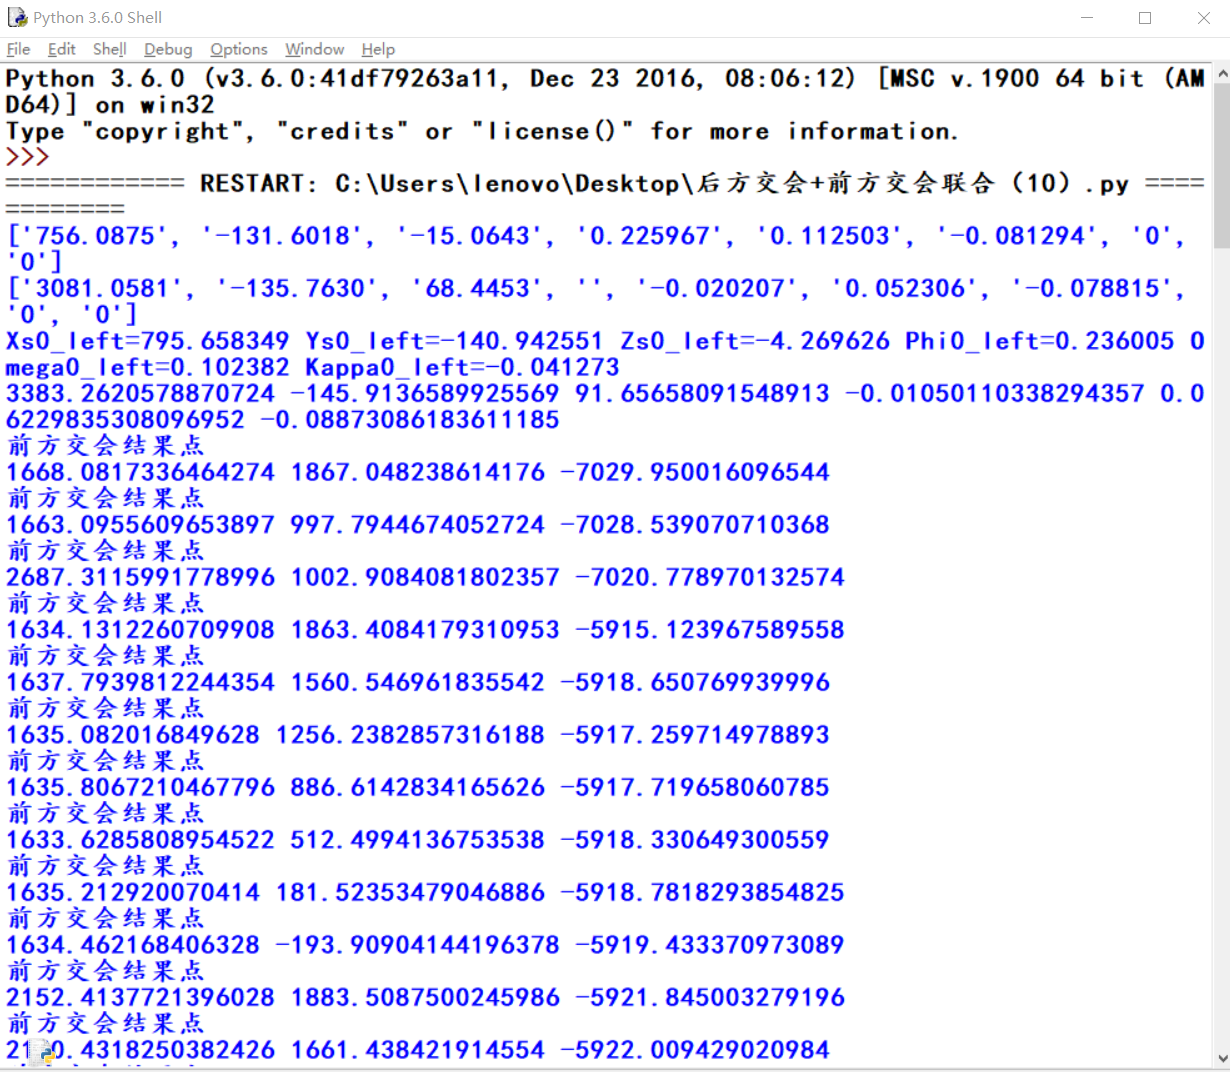 Python 3.6.0 Shell
File Edit Shell Debug Options Window Help
Python 3.6.0 (v3.6.0:41df79263a11, Dec 23 2016, 08:06:12) [MSC v.1900 64 bit (AM
D64)] on win32
Type "copyright", "credits" or "license()" for more information.
>>>
============ RESTART: C:\Users\lenovo\Desktop\后方交会+前方交会联合（10）.py ====
========
['756.0875', '-131.6018', '-15.0643', '0.225967', '0.112503', '-0.081294', '0',
'0']
['3081.0581', '-135.7630', '68.4453', '', '-0.020207', '0.052306', '-0.078815',
'0', '0']
Xs0_left=795.658349 Ys0_left=-140.942551 Zs0_left=-4.269626 Phi0_left=0.236005 O
mega0_left=0.102382 Kappa0_left=-0.041273
3383.2620578870724 -145.9136589925569 91.65658091548913 -0.01050110338294357 0.0
6229835308096952 -0.08873086183611185
前方交会结果点
1668.0817336464274 1867.048238614176 -7029.950016096544
前方交会结果点
1663.0955609653897 997.7944674052724 -7028.539070710368
前方交会结果点
2687.3115991778996 1002.9084081802357 -7020.778970132574
前方交会结果点
1634.1312260709908 1863.4084179310953 -5915.123967589558
前方交会结果点
1637.7939812244354 1560.546961835542 -5918.650769939996
前方交会结果点
1635.082016849628 1256.2382857316188 -5917.259714978893
前方交会结果点
1635.8067210467796 886.6142834165626 -5917.719658060785
前方交会结果点
1633.6285808954522 512.4994136753538 -5918.330649300559
前方交会结果点
1635.212920070414 181.52353479046886 -5918.7818293854825
前方交会结果点
1634.462168406328 -193.90904144196378 -5919.433370973089
前方交会结果点
2152.4137721396028 1883.5087500245986 -5921.845003279196
前方交会结果点
1661.438421914554 -5922.009429020984